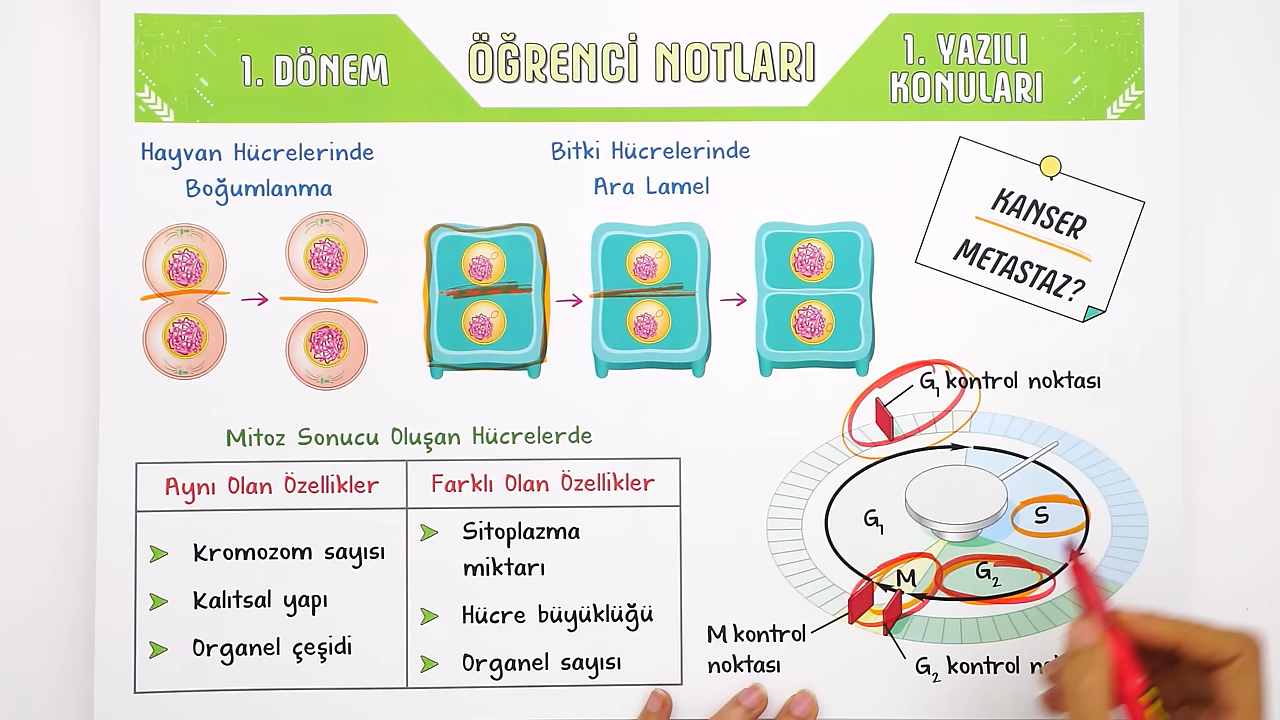 1. DÖNEM
ÖĞRENCİ NOTLARI
1. YAZILI
KONULARI
Hayvan Hücrelerinde
Boğumlanma
Bitki Hücrelerinde
Ara Lamel
KANSER
METASTAZ?
G₁ kontrol noktası
G₁
S
M
G₂
M kontrol
noktası
G₂ kontrol
Mitoz Sonucu Oluşan Hücrelerde
Aynı Olan Özellikler
Farklı Olan Özellikler
Kromozom sayısı
Kalıtsal yapı
Organel çeşidi
Sitoplazma
miktarı
Hücre büyüklüğü
Organel sayısı